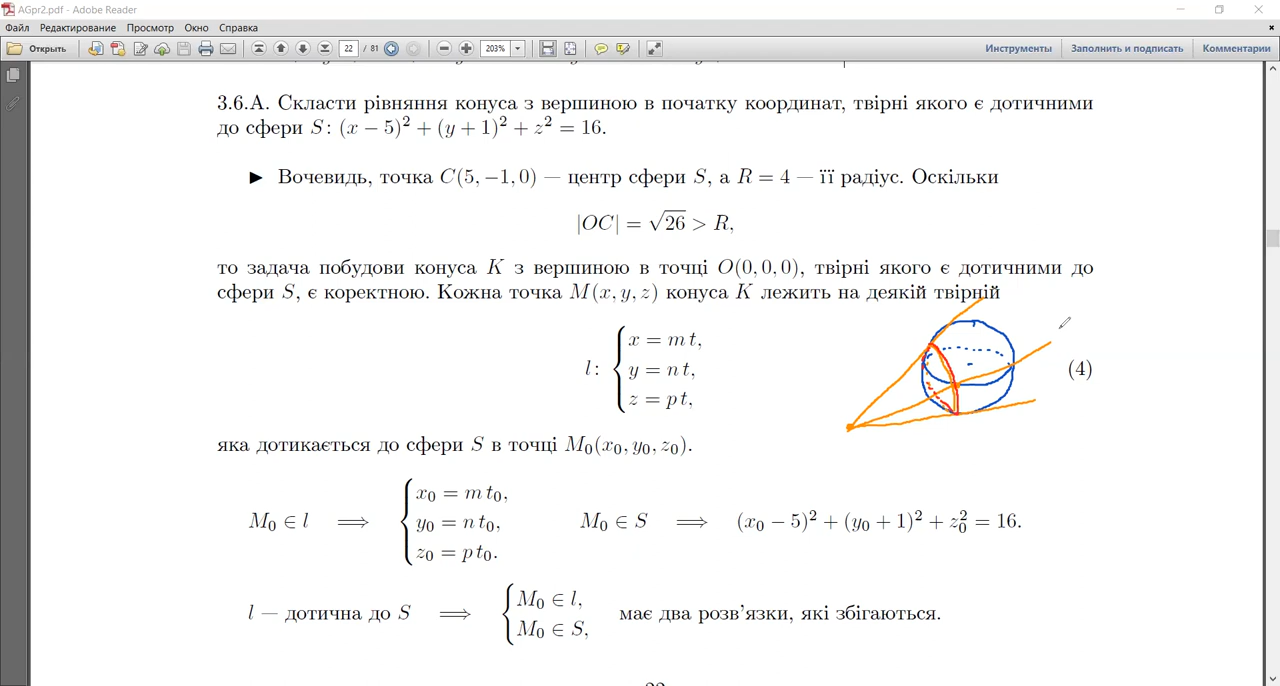 AGpr2.pdf - Adobe Reader
Файл Редактирование Просмотр Окно Справка
Открыть 22 / 81 203% Инструменты Заполнить и подписать Комментарии
3.6.А. Скласти рівняння конуса з вершиною в початку координат, твірні якого є дотичними
до сфери S: (x − 5)² + (y + 1)² + z² = 16.
► Вочевидь, точка C(5, −1, 0) — центр сфери S, а R = 4 — її радіус. Оскільки
|OC| = √26 > R,
то задача побудови конуса K з вершиною в точці O(0, 0, 0), твірні якого є дотичними до
сфери S, є коректною. Кожна точка M(x, y, z) конуса K лежить на деякій твірній
l: { x = m t,
y = n t,
z = p t,
(4)
яка дотикається до сфери S в точці M₀(x₀, y₀, z₀).
M₀ ∈ l ⟹ { x₀ = m t₀,
y₀ = n t₀,
z₀ = p t₀.
M₀ ∈ S ⟹ (x₀ − 5)² + (y₀ + 1)² + z₀² = 16.
l — дотична до S ⟹ { M₀ ∈ l,
M₀ ∈ S,
має два розв'язки, які збігаються.